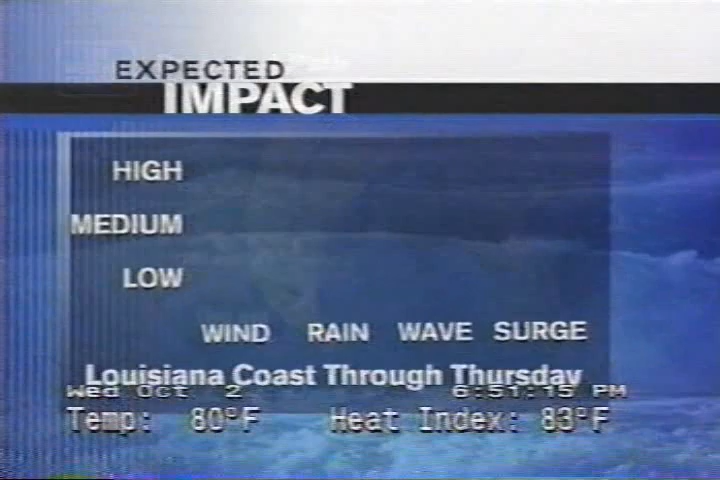 EXPECTED
IMPACT
HIGH
MEDIUM
LOW
WIND RAIN WAVE SURGE
Louisiana Coast Through Thursday
Wed Oct 2 6:51:15 PM
Temp: 80°F Heat Index: 83°F